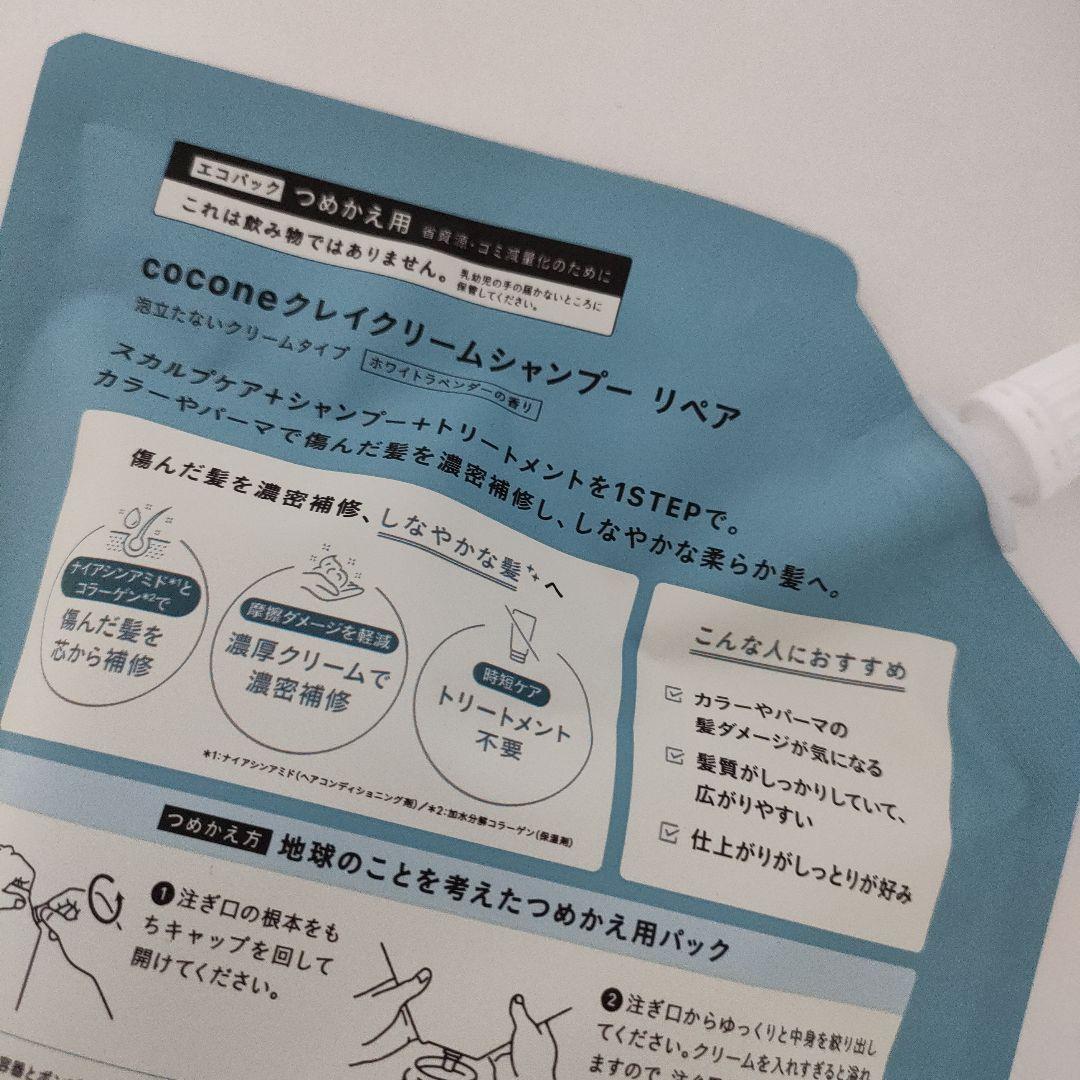 エコパック つめかえ用 省資源・ゴミ減量化のために
これは飲み物ではありません。 乳幼児の手の届かないところに
保管してください。
coconeクレイクリームシャンプー リペア
泡立たないクリームタイプ ホワイトラベンダーの香り
スカルプケア＋シャンプー＋トリートメントを1STEPで。
カラーやパーマで傷んだ髪を濃密補修し、しなやかな柔らか髪へ。
傷んだ髪を濃密補修、しなやかな髪へ
ナイアシンアミド*1と
コラーゲン*2で
傷んだ髪を
芯から補修
摩擦ダメージを軽減
濃厚クリームで
濃密補修
時短ケア
トリートメント
不要
*1:ナイアシンアミド(ヘアコンディショニング剤)／*2:加水分解コラーゲン(保湿剤)
こんな人におすすめ
カラーやパーマの
髪ダメージが気になる
髪質がしっかりしていて、
広がりやすい
仕上がりがしっとりが好み
つめかえ方 地球のことを考えたつめかえ用パック
❶注ぎ口の根本をも
ちキャップを回して
開けてください。
❷注ぎ口からゆっくりと中身を絞り出し
てください。クリームを入れすぎると溢れ
ますので、